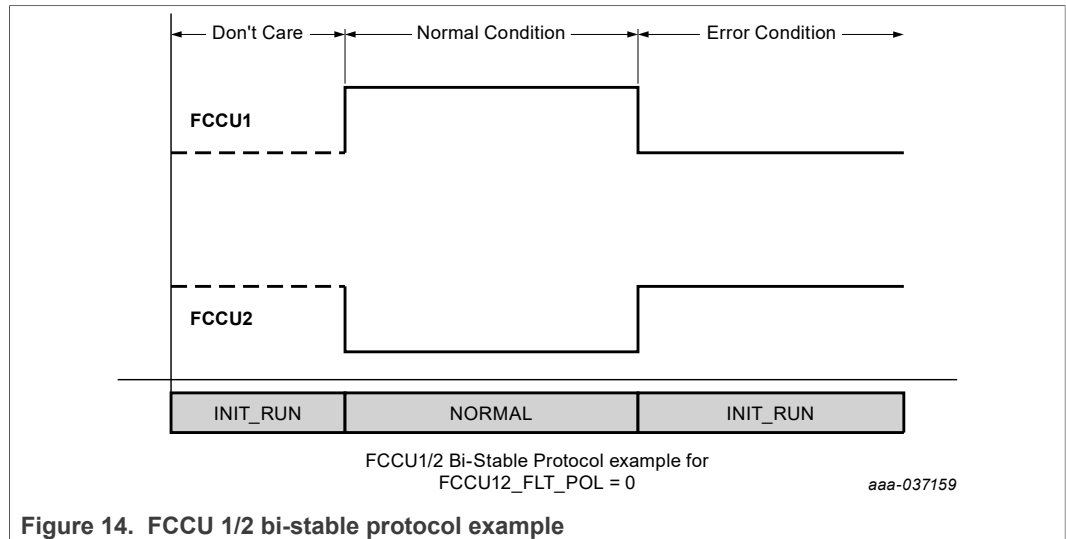 Don't Care Normal Condition Error Condition
FCCU1
FCCU2
INIT_RUN NORMAL INIT_RUN
FCCU1/2 Bi-Stable Protocol example for
FCCU12_FLT_POL = 0
aaa-037159
Figure 14. FCCU 1/2 bi-stable protocol example